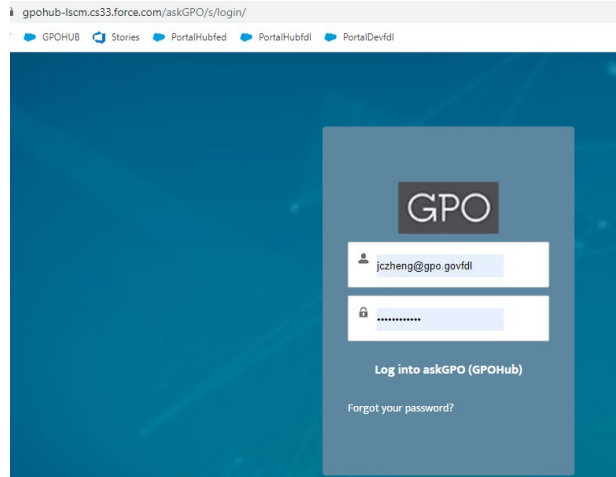 gpohub-lscm.cs33.force.com/askGPO/s/login/
GPOHUB Stories PortalHubfed PortalHubfdl PortalDevfdl
GPO
jczheng@gpo.govfdl
••••••••••••
Log into askGPO (GPOHub)
Forgot your password?